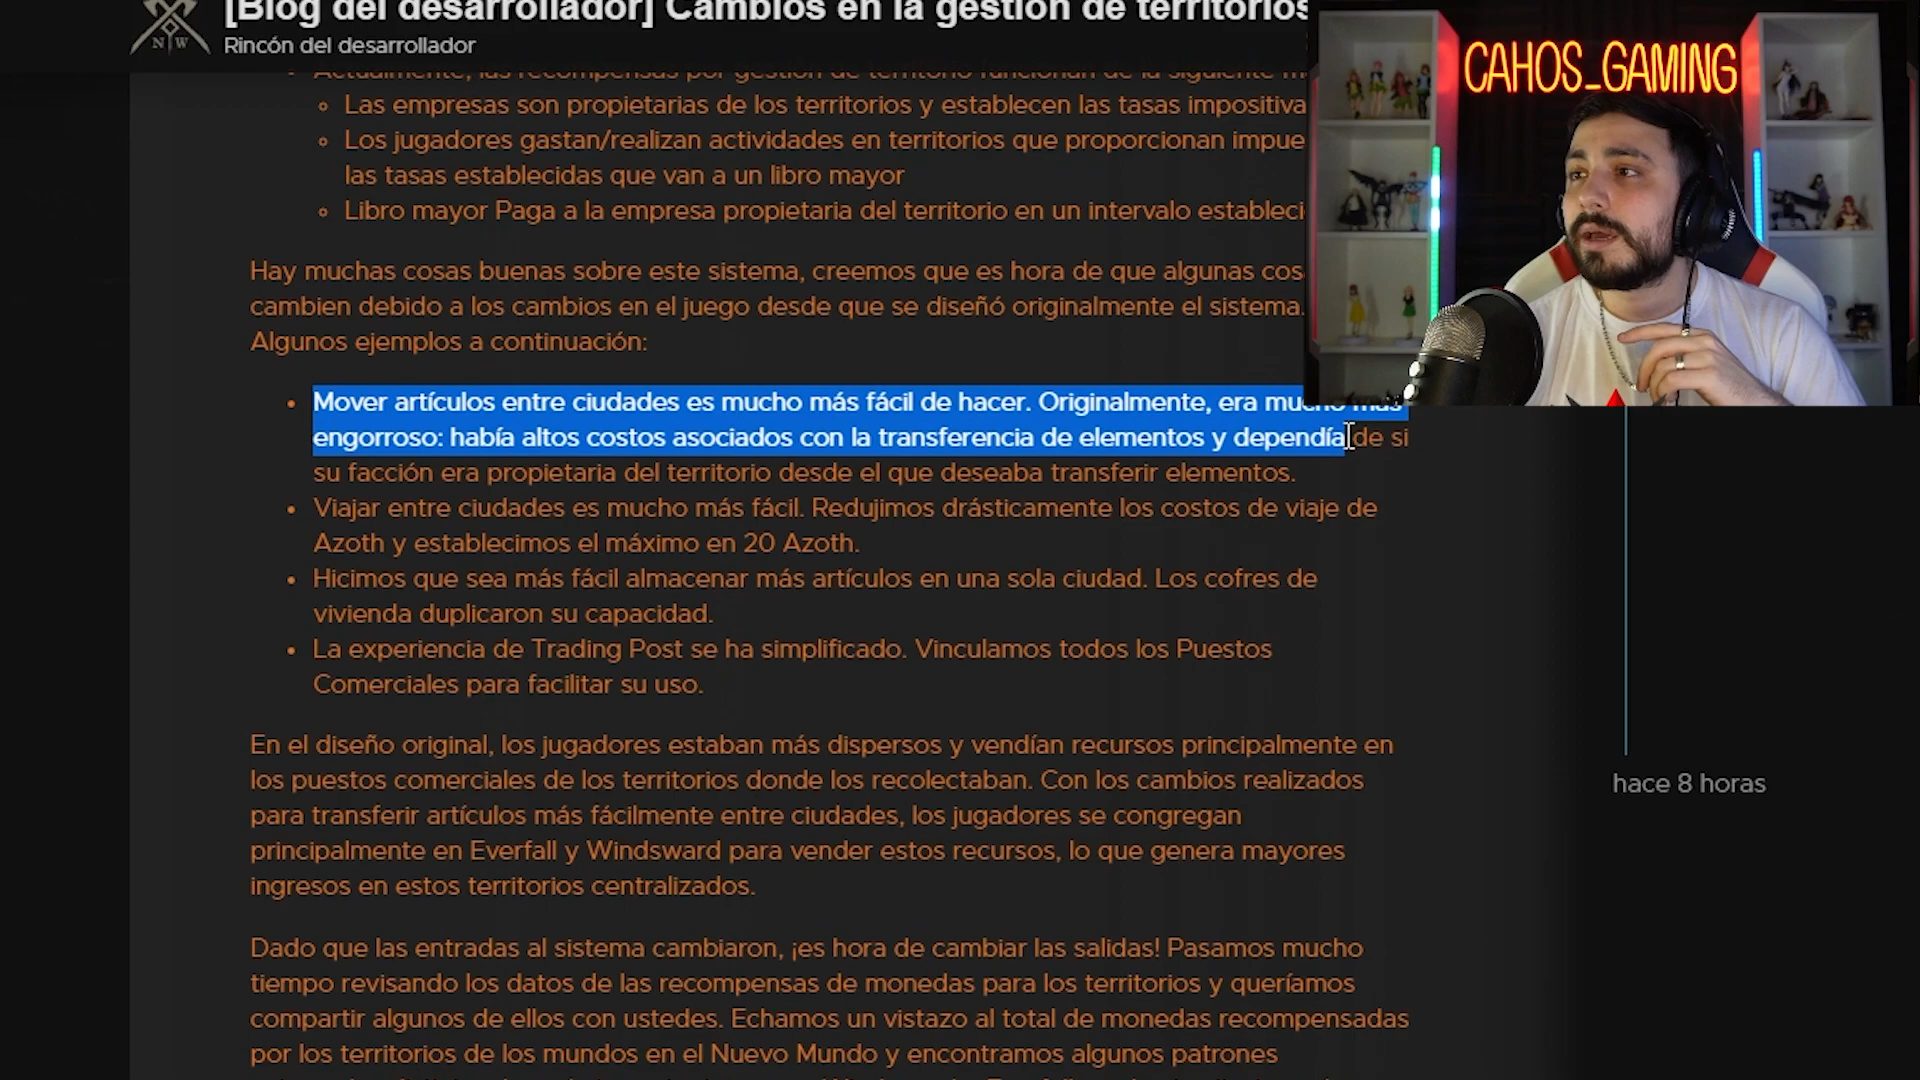 [Blog del desarrollador] Cambios en la gestión de territorios
Rincón del desarrollador
N W
Actualmente, las recompensas por gestión de territorio funcionan de la siguiente
Las empresas son propietarias de los territorios y establecen las tasas impositiva
Los jugadores gastan/realizan actividades en territorios que proporcionan impue
las tasas establecidas que van a un libro mayor
Libro mayor Paga a la empresa propietaria del territorio en un intervalo estableci
Hay muchas cosas buenas sobre este sistema, creemos que es hora de que algunas cos
cambien debido a los cambios en el juego desde que se diseñó originalmente el sistema.
Algunos ejemplos a continuación:
Mover artículos entre ciudades es mucho más fácil de hacer. Originalmente, era mucho más
engorroso: había altos costos asociados con la transferencia de elementos y dependía de si
su facción era propietaria del territorio desde el que deseaba transferir elementos.
Viajar entre ciudades es mucho más fácil. Redujimos drásticamente los costos de viaje de
Azoth y establecimos el máximo en 20 Azoth.
Hicimos que sea más fácil almacenar más artículos en una sola ciudad. Los cofres de
vivienda duplicaron su capacidad.
La experiencia de Trading Post se ha simplificado. Vinculamos todos los Puestos
Comerciales para facilitar su uso.
En el diseño original, los jugadores estaban más dispersos y vendían recursos principalmente en
los puestos comerciales de los territorios donde los recolectaban. Con los cambios realizados
para transferir artículos más fácilmente entre ciudades, los jugadores se congregan
principalmente en Everfall y Windsward para vender estos recursos, lo que genera mayores
ingresos en estos territorios centralizados.
Dado que las entradas al sistema cambiaron, ¡es hora de cambiar las salidas! Pasamos mucho
tiempo revisando los datos de las recompensas de monedas para los territorios y queríamos
compartir algunos de ellos con ustedes. Echamos un vistazo al total de monedas recompensadas
por los territorios de los mundos en el Nuevo Mundo y encontramos algunos patrones
hace 8 horas
CAHOS_GAMING